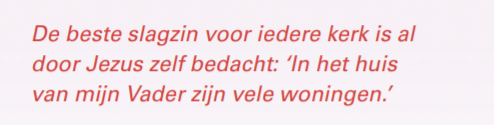 De beste slagzin voor iedere kerk is al
door Jezus zelf bedacht: ‘In het huis
van mijn Vader zijn vele woningen.’